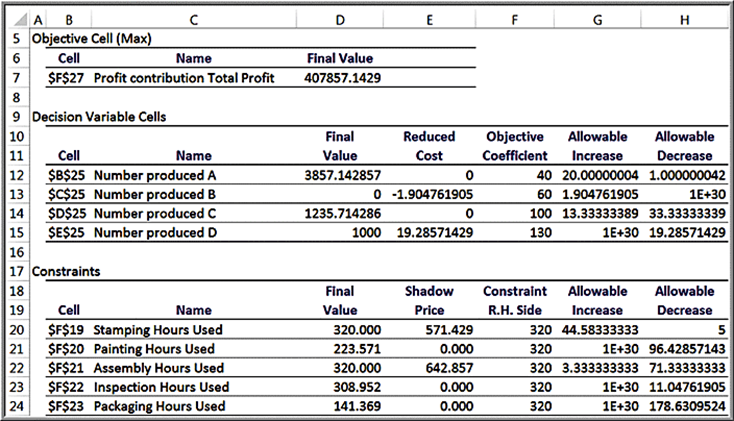 A B C D E F G H
5 Objective Cell (Max)
6 Cell Name Final Value
7 $F$27 Profit contribution Total Profit 407857.1429
8
9 Decision Variable Cells
10 Final Reduced Objective Allowable Allowable
11 Cell Name Value Cost Coefficient Increase Decrease
12 $B$25 Number produced A 3857.142857 0 40 20.00000004 1.000000042
13 $C$25 Number produced B 0 -1.904761905 60 1.904761905 1E+30
14 $D$25 Number produced C 1235.714286 0 100 13.33333389 33.33333339
15 $E$25 Number produced D 1000 19.28571429 130 1E+30 19.28571429
16
17 Constraints
18 Final Shadow Constraint Allowable Allowable
19 Cell Name Value Price R.H. Side Increase Decrease
20 $F$19 Stamping Hours Used 320.000 571.429 320 44.58333333 5
21 $F$20 Painting Hours Used 223.571 0.000 320 1E+30 96.42857143
22 $F$21 Assembly Hours Used 320.000 642.857 320 3.333333333 71.33333333
23 $F$22 Inspection Hours Used 308.952 0.000 320 1E+30 11.04761905
24 $F$23 Packaging Hours Used 141.369 0.000 320 1E+30 178.6309524